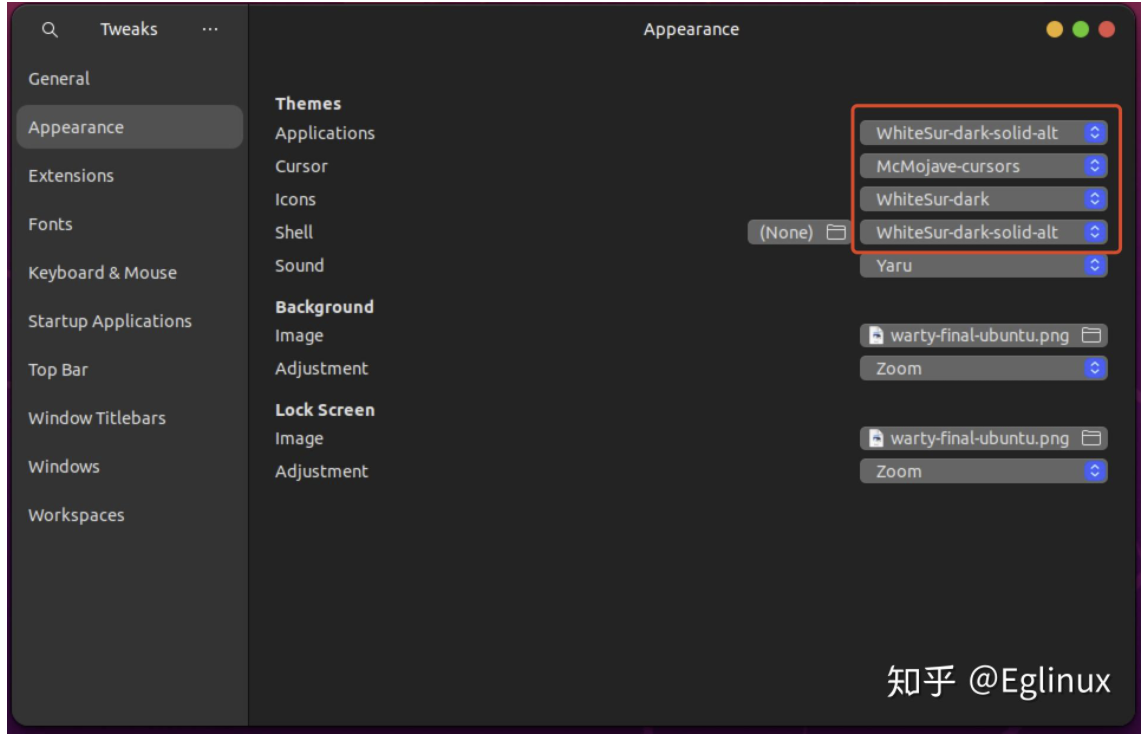 Tweaks
Appearance
General
Appearance
Extensions
Fonts
Keyboard & Mouse
Startup Applications
Top Bar
Window Titlebars
Windows
Workspaces
Themes
Applications WhiteSur-dark-solid-alt
Cursor McMojave-cursors
Icons WhiteSur-dark
Shell (None) WhiteSur-dark-solid-alt
Sound Yaru
Background
Image warty-final-ubuntu.png
Adjustment Zoom
Lock Screen
Image warty-final-ubuntu.png
Adjustment Zoom
知乎 @Eglinux